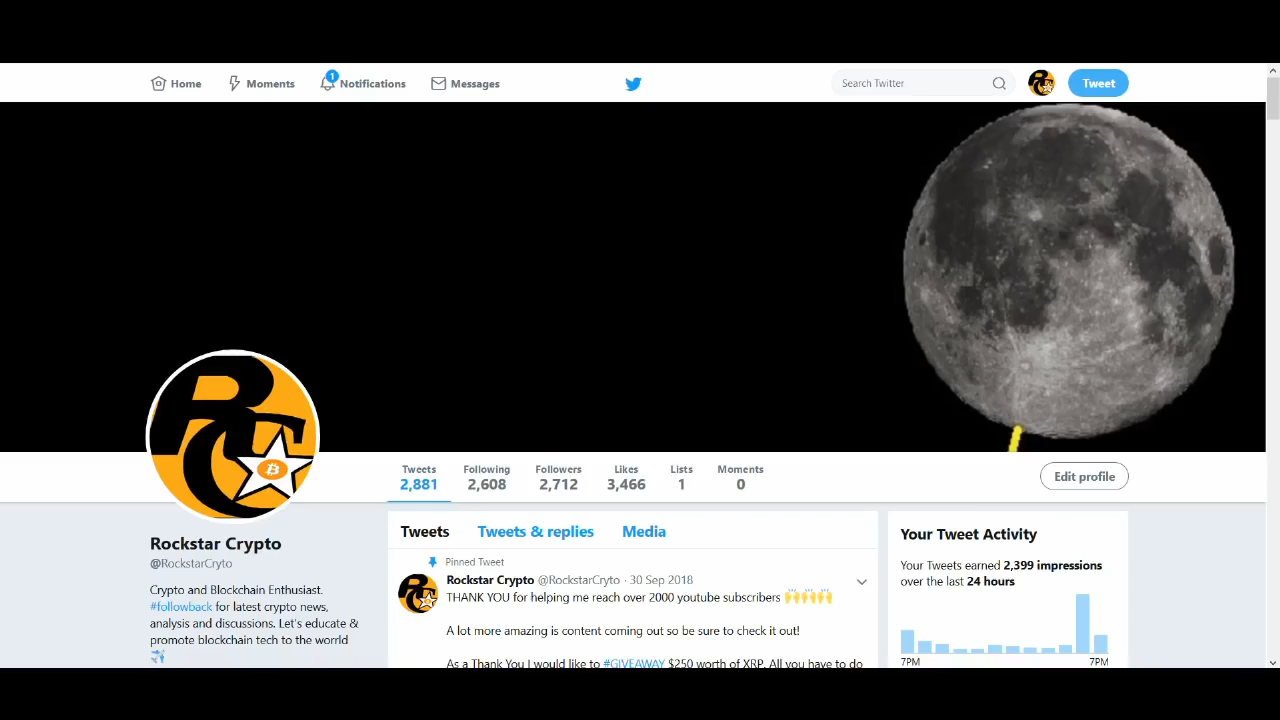 Home
Moments
1
Notifications
Messages
Search Twitter
Tweet
RC
Tweets
2,881
Following
2,608
Followers
2,712
Likes
3,466
Lists
1
Moments
0
Edit profile
Rockstar Crypto
@RockstarCryto
Crypto and Blockchain Enthusiast.
#followback for latest crypto news,
analysis and discussions. Let's educate &
promote blockchain tech to the world
Tweets
Tweets & replies
Media
Pinned Tweet
Rockstar Crypto @RockstarCryto · 30 Sep 2018
THANK YOU for helping me reach over 2000 youtube subscribers 🙌🙌🙌🙌
A lot more amazing is content coming out so be sure to check it out!
As a Thank You I would like to #GIVEAWAY $250 worth of XRP. All you have to do
Your Tweet Activity
Your Tweets earned 2,399 impressions
over the last 24 hours
7PM
7PM